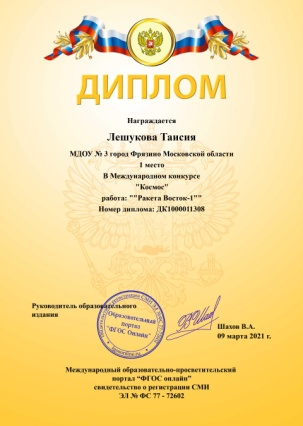 ДИПЛОМ
Награждается
Лешукова Таисия
МДОУ № 3 город Фрязино Московской области
1 место
В Международном конкурсе
"Космос"
работа: ""Ракета Восток-1""
Номер диплома: ДК1000011308
Руководитель образовательного
издания
Образовательный
портал
"ФГОС Онлайн"
Шахов В.А.
09 марта 2021 г.
Международный образовательно-просветительский
портал “ФГОС онлайн”
свидетельство о регистрации СМИ
ЭЛ № ФС 77 - 72602